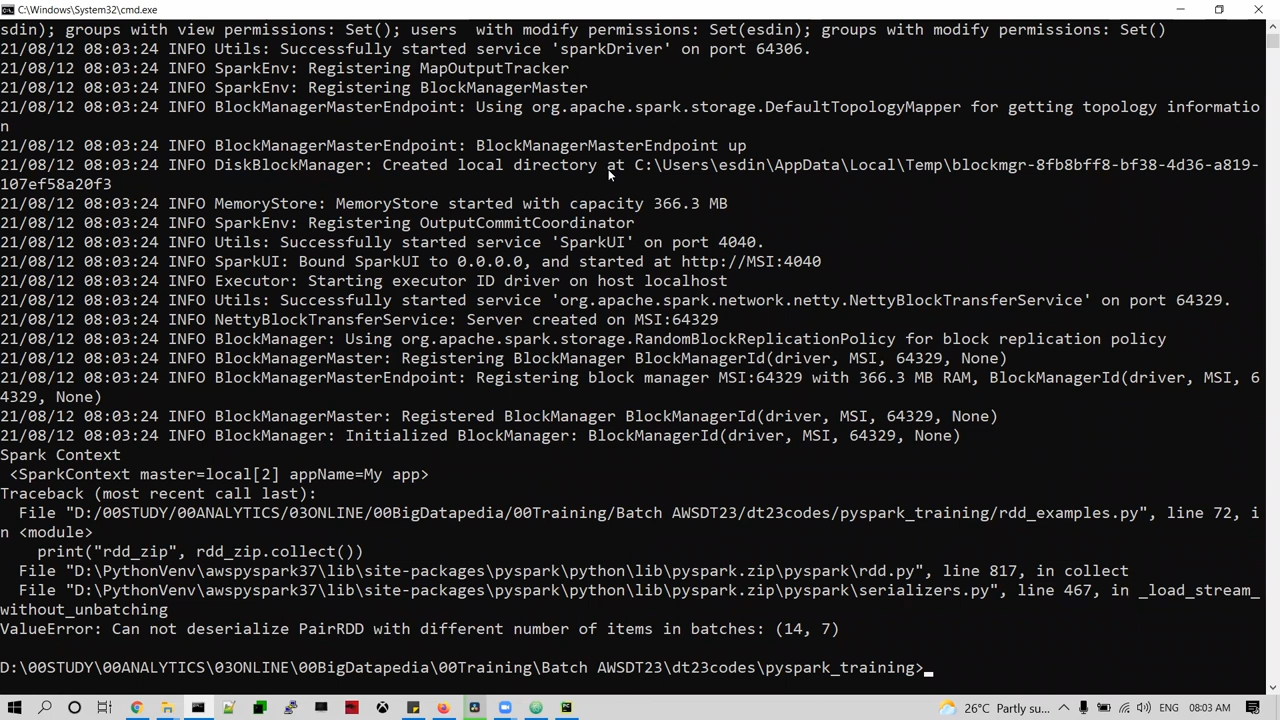 C:\Windows\System32\cmd.exe
esdin); groups with view permissions: Set(); users  with modify permissions: Set(esdin); groups with modify permissions: Set()
21/08/12 08:03:24 INFO Utils: Successfully started service 'sparkDriver' on port 64306.
21/08/12 08:03:24 INFO SparkEnv: Registering MapOutputTracker
21/08/12 08:03:24 INFO SparkEnv: Registering BlockManagerMaster
21/08/12 08:03:24 INFO BlockManagerMasterEndpoint: Using org.apache.spark.storage.DefaultTopologyMapper for getting topology informatio
n
21/08/12 08:03:24 INFO BlockManagerMasterEndpoint: BlockManagerMasterEndpoint up
21/08/12 08:03:24 INFO DiskBlockManager: Created local directory at C:\Users\esdin\AppData\Local\Temp\blockmgr-8fb8bff8-bf38-4d36-a819-
107ef58a20f3
21/08/12 08:03:24 INFO MemoryStore: MemoryStore started with capacity 366.3 MB
21/08/12 08:03:24 INFO SparkEnv: Registering OutputCommitCoordinator
21/08/12 08:03:24 INFO Utils: Successfully started service 'SparkUI' on port 4040.
21/08/12 08:03:24 INFO SparkUI: Bound SparkUI to 0.0.0.0, and started at http://MSI:4040
21/08/12 08:03:24 INFO Executor: Starting executor ID driver on host localhost
21/08/12 08:03:24 INFO Utils: Successfully started service 'org.apache.spark.network.netty.NettyBlockTransferService' on port 64329.
21/08/12 08:03:24 INFO NettyBlockTransferService: Server created on MSI:64329
21/08/12 08:03:24 INFO BlockManager: Using org.apache.spark.storage.RandomBlockReplicationPolicy for block replication policy
21/08/12 08:03:24 INFO BlockManagerMaster: Registering BlockManager BlockManagerId(driver, MSI, 64329, None)
21/08/12 08:03:24 INFO BlockManagerMasterEndpoint: Registering block manager MSI:64329 with 366.3 MB RAM, BlockManagerId(driver, MSI, 6
4329, None)
21/08/12 08:03:24 INFO BlockManagerMaster: Registered BlockManager BlockManagerId(driver, MSI, 64329, None)
21/08/12 08:03:24 INFO BlockManager: Initialized BlockManager: BlockManagerId(driver, MSI, 64329, None)
Spark Context
 <SparkContext master=local[2] appName=My app>
Traceback (most recent call last):
  File "D:/00STUDY/00ANALYTICS/03ONLINE/00BigDatapedia/00Training/Batch AWSDT23/dt23codes/pyspark_training/rdd_examples.py", line 72, i
n <module>
    print("rdd_zip", rdd_zip.collect())
  File "D:\PythonVenv\awspyspark37\lib\site-packages\pyspark\python\lib\pyspark.zip\pyspark\rdd.py", line 817, in collect
  File "D:\PythonVenv\awspyspark37\lib\site-packages\pyspark\python\lib\pyspark.zip\pyspark\serializers.py", line 467, in _load_stream_
without_unbatching
ValueError: Can not deserialize PairRDD with different number of items in batches: (14, 7)
D:\00STUDY\00ANALYTICS\03ONLINE\00BigDatapedia\00Training\Batch AWSDT23\dt23codes\pyspark_training>
26°C Partly su... 08:03 AM